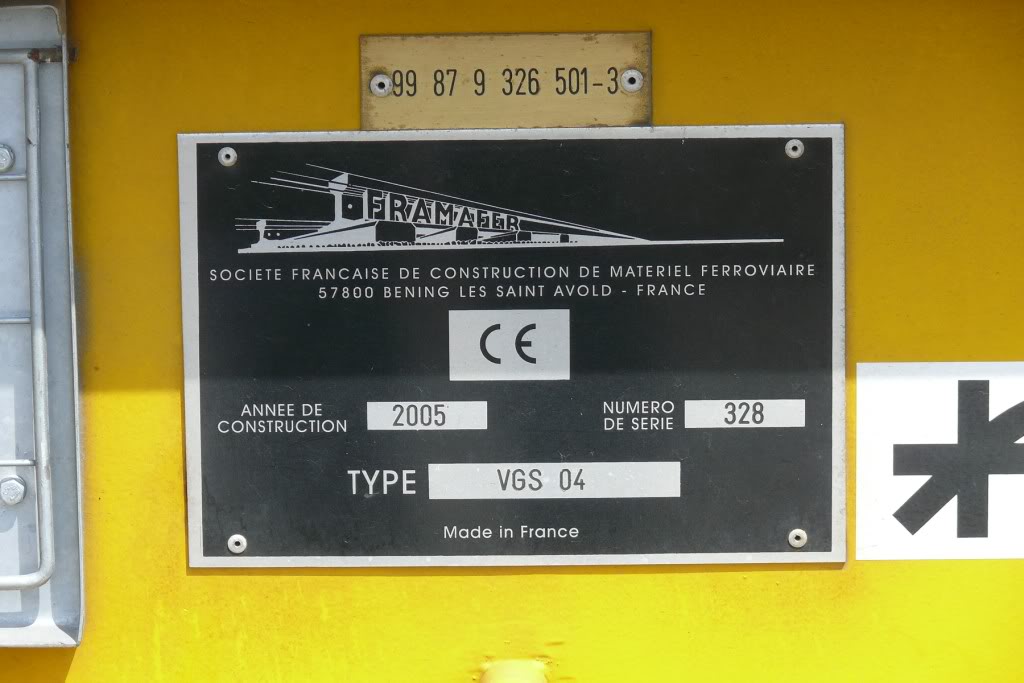 99 87 9 326 501-3
FRAMAFER
SOCIETE FRANCAISE DE CONSTRUCTION DE MATERIEL FERROVIAIRE
57800 BENING LES SAINT AVOLD - FRANCE
CE
ANNEE DE
CONSTRUCTION
2005
NUMERO
DE SERIE
328
TYPE VGS 04
Made in France